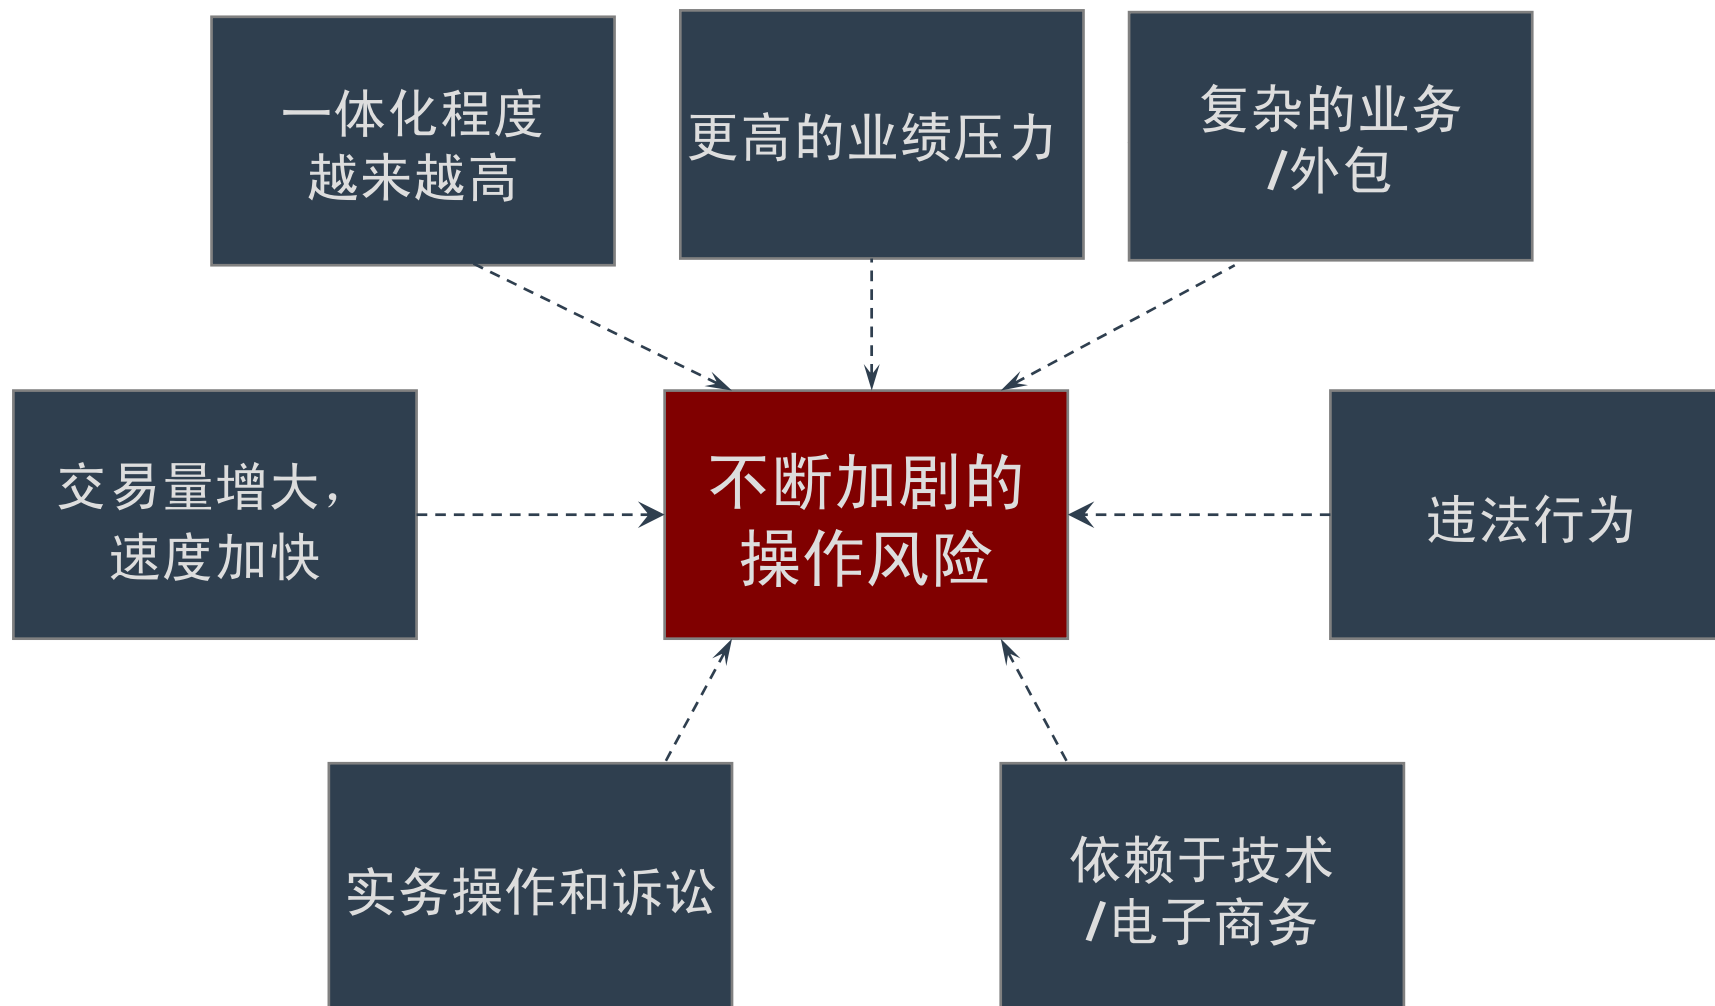 一体化程度
越来越高
更高的业绩压力
复杂的业务
/外包
交易量增大，
速度加快
不断加剧的
操作风险
违法行为
实务操作和诉讼
依赖于技术
/电子商务